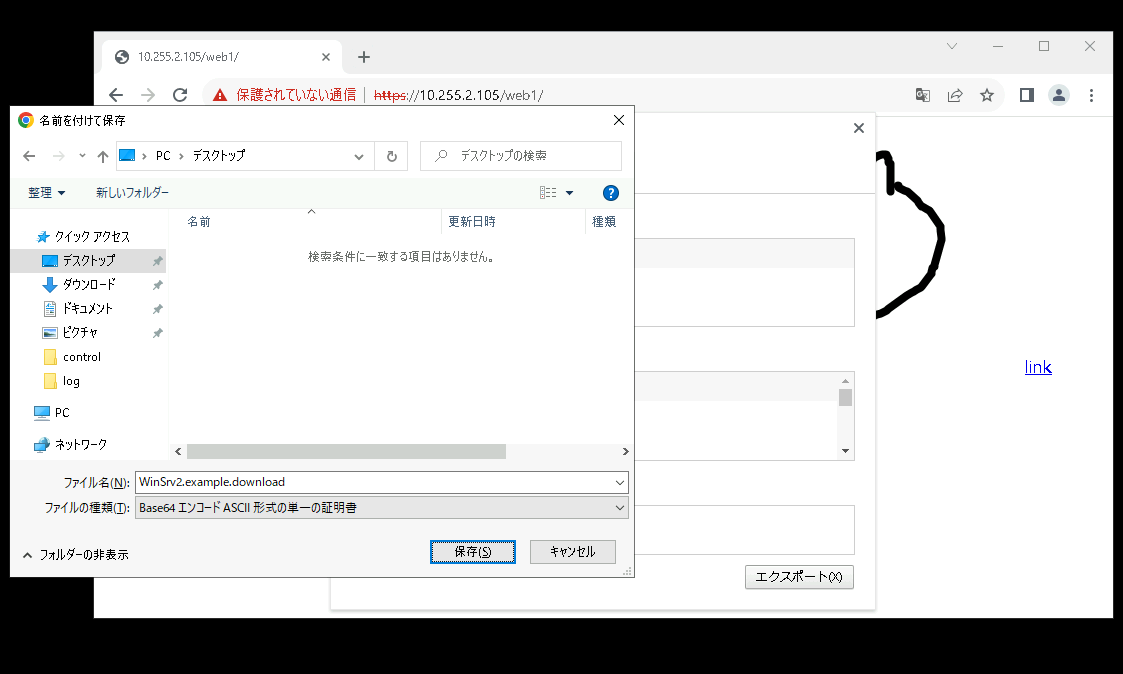 10.255.2.105/web1/
保護されていない通信 https://10.255.2.105/web1/
名前を付けて保存
PC デスクトップ
デスクトップの検索
整理 新しいフォルダー
名前 更新日時 種類
検索条件に一致する項目はありません。
クイック アクセス
デスクトップ
ダウンロード
ドキュメント
ピクチャ
control
log
PC
ネットワーク
ファイル名(N): WinSrv2.example.download
ファイルの種類(T): Base64 エンコード ASCII 形式の単一の証明書
フォルダーの非表示
保存(S) キャンセル
エクスポート(X)
link